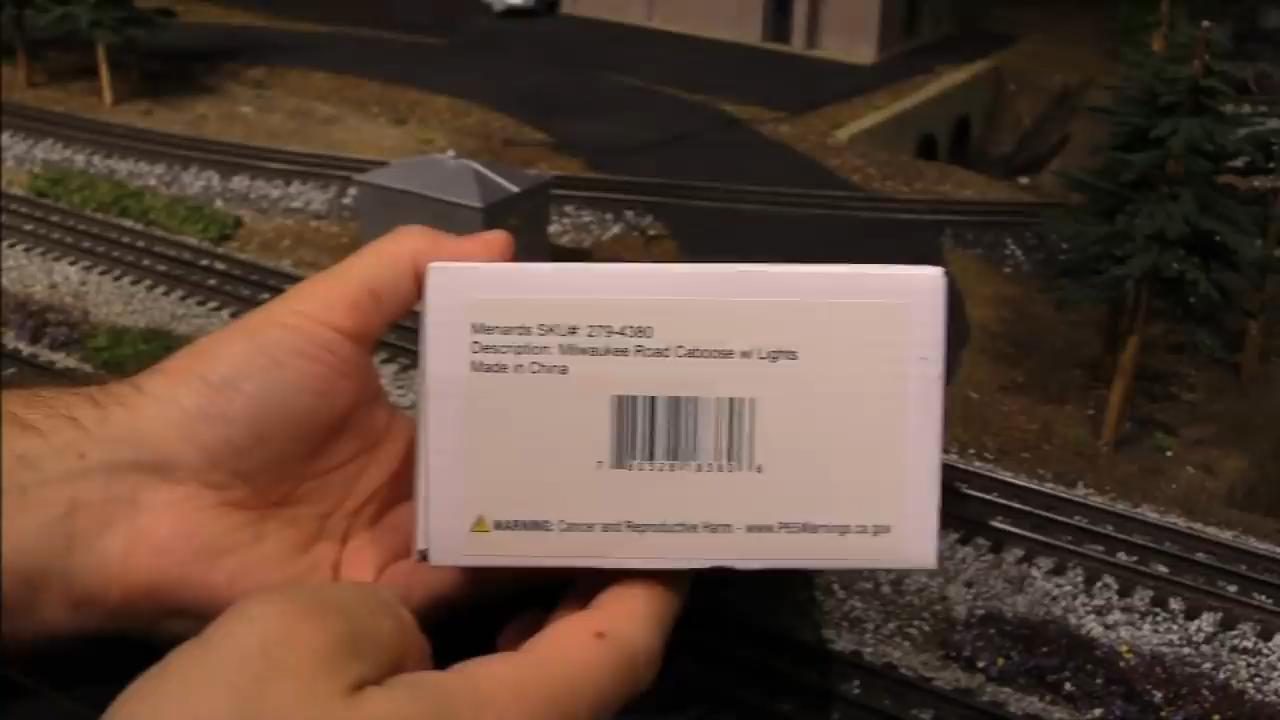 Menards SKU#: 279-4380
Description: Milwaukee Road Caboose w/ Lights
Made in China
WARNING: Cancer and Reproductive Harm - www.P65Warnings.ca.gov